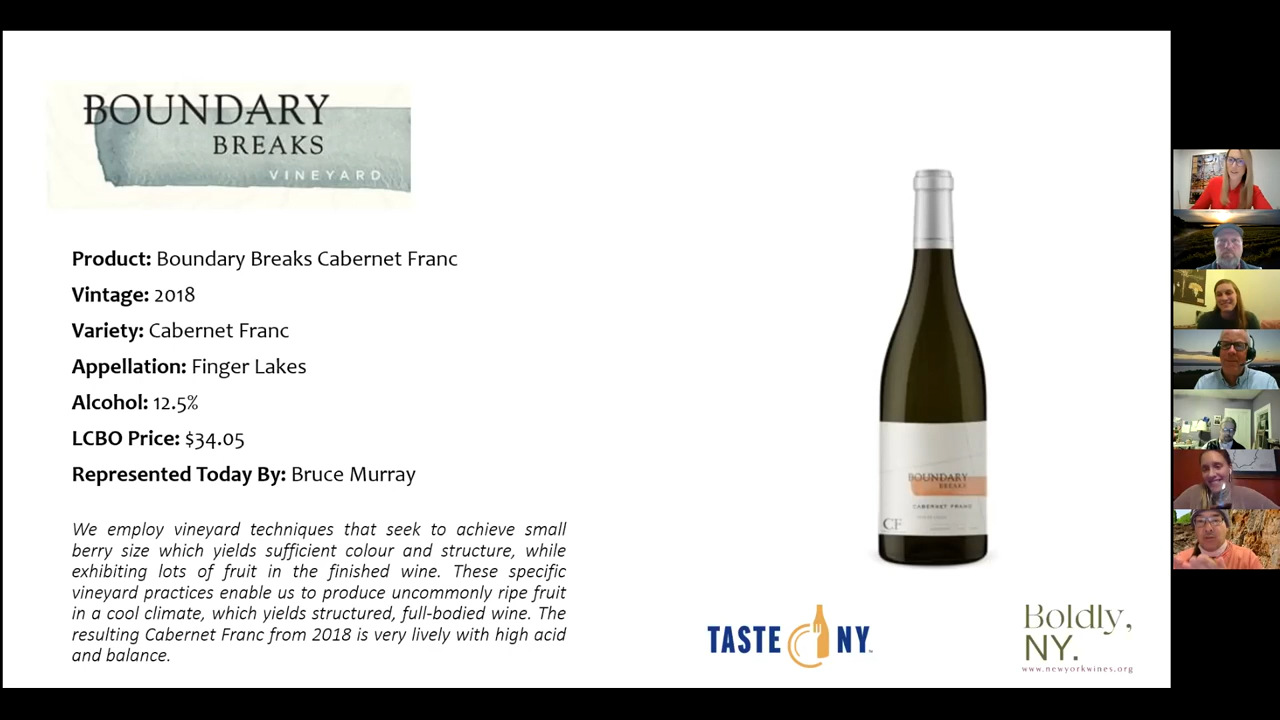 BOUNDARY
BREAKS
VINEYARD
Product: Boundary Breaks Cabernet Franc
Vintage: 2018
Variety: Cabernet Franc
Appellation: Finger Lakes
Alcohol: 12.5%
LCBO Price: $34.05
Represented Today By: Bruce Murray
We employ vineyard techniques that seek to achieve small
berry size which yields sufficient colour and structure, while
exhibiting lots of fruit in the finished wine. These specific
vineyard practices enable us to produce uncommonly ripe fruit
in a cool climate, which yields structured, full-bodied wine. The
resulting Cabernet Franc from 2018 is very lively with high acid
and balance.
BOUNDARY
BREAKS
CABERNET FRANC
CF
TASTE NY™
Boldly,
NY.
www.newyorkwines.org